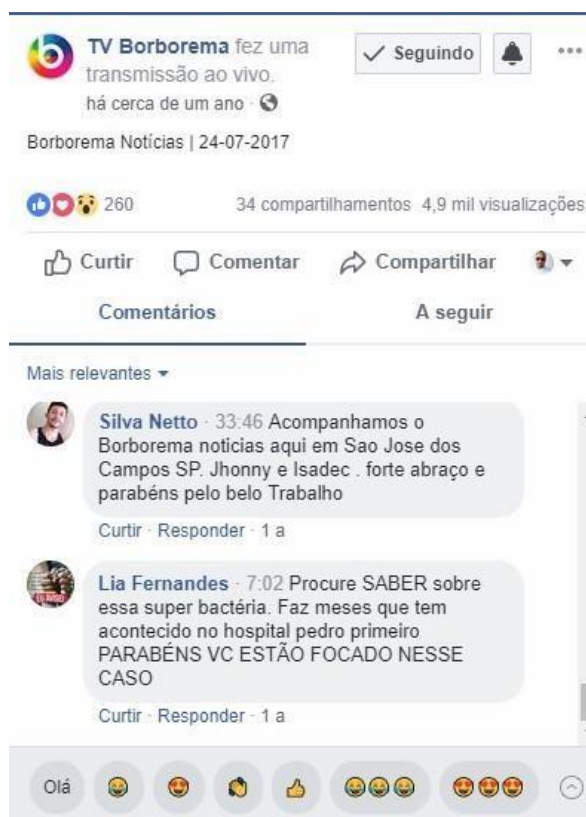 TV Borborema fez uma
transmissão ao vivo.
há cerca de um ano ·
Seguindo
Borborema Notícias | 24-07-2017
260
34 compartilhamentos 4,9 mil visualizações
Curtir Comentar Compartilhar
Comentários A seguir
Mais relevantes
Silva Netto · 33:46 Acompanhamos o
Borborema noticias aqui em Sao Jose dos
Campos SP. Jhonny e Isadec . forte abraço e
parabéns pelo belo Trabalho
Curtir · Responder · 1 a
Lia Fernandes · 7:02 Procure SABER sobre
essa super bactéria. Faz meses que tem
acontecido no hospital pedro primeiro
PARABÉNS VC ESTÃO FOCADO NESSE
CASO
Curtir · Responder · 1 a
Olá